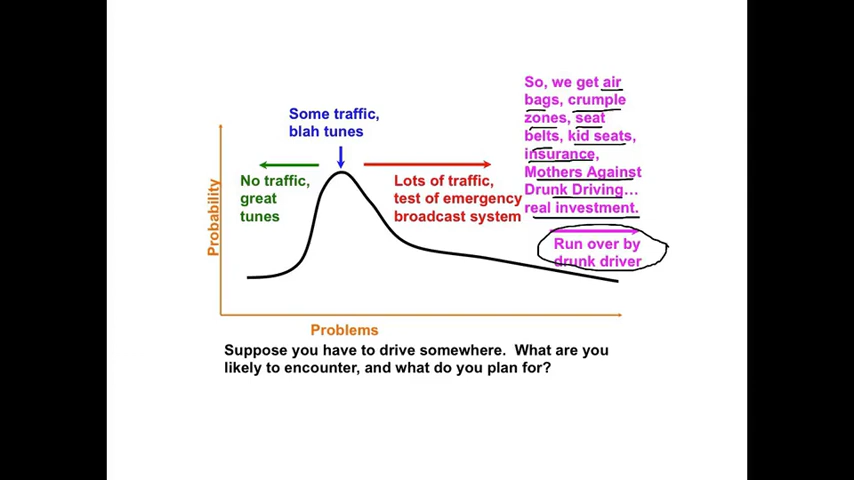 So, we get air
bags, crumple
zones, seat
belts, kid seats,
insurance,
Mothers Against
Drunk Driving…
real investment.
Some traffic,
blah tunes
No traffic,
great
tunes
Lots of traffic,
test of emergency
broadcast system
Run over by
drunk driver
Probability
Problems
Suppose you have to drive somewhere.  What are you
likely to encounter, and what do you plan for?